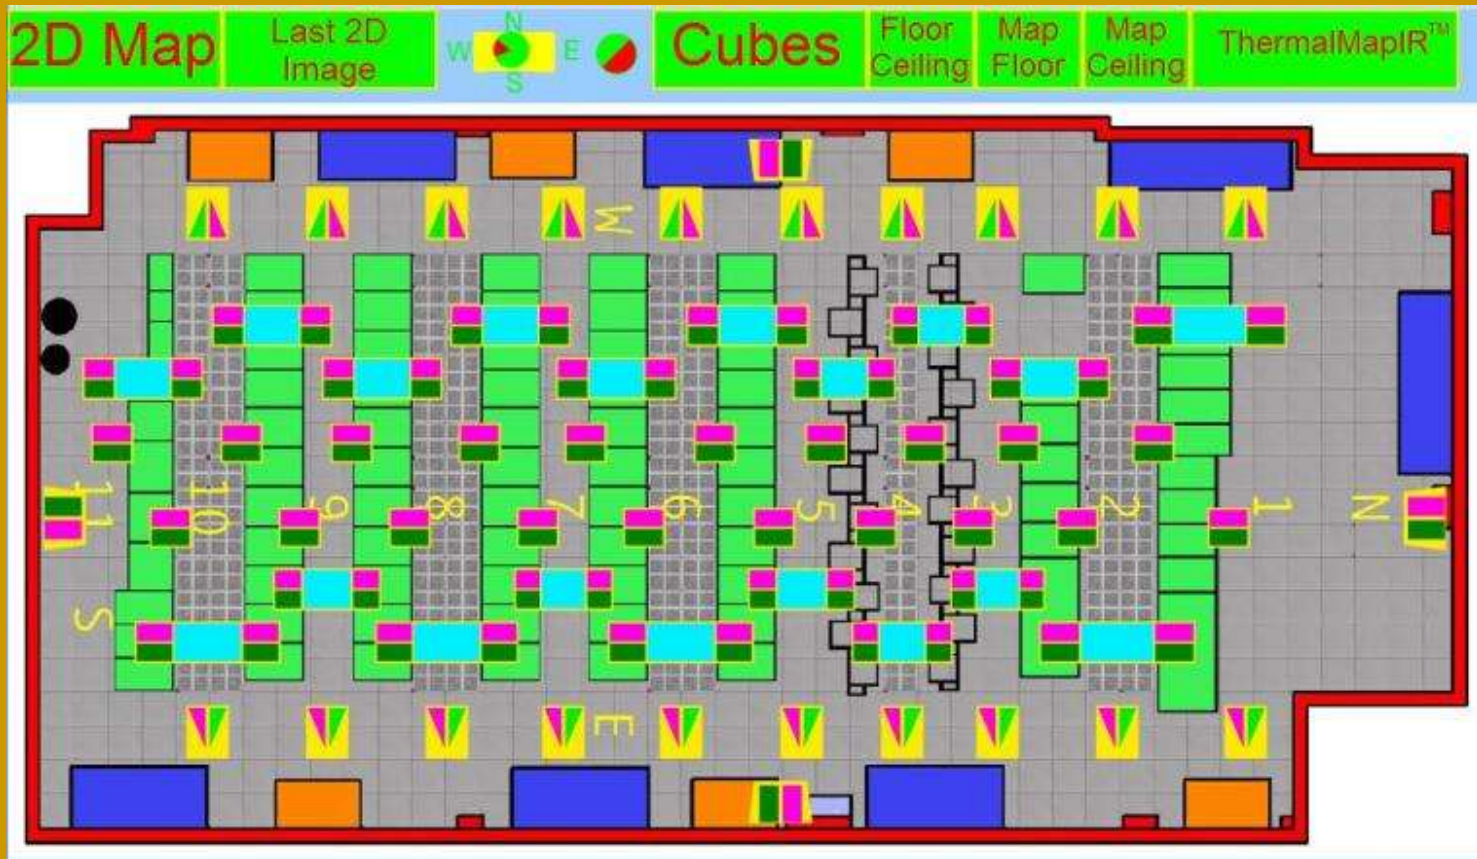 2D Map
Last 2D
Image
N
W E
S
Cubes
Floor
Ceiling
Map
Floor
Map
Ceiling
ThermalMapIR™
W
11 10 9 8 7 6 5 4 3 2 1 N
S
E